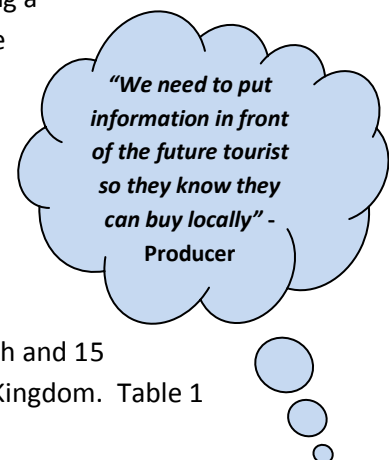 g a
e
“We need to put
information in front
of the future tourist
so they know they
can buy locally” -
Producer
h and 15
Kingdom.  Table 1